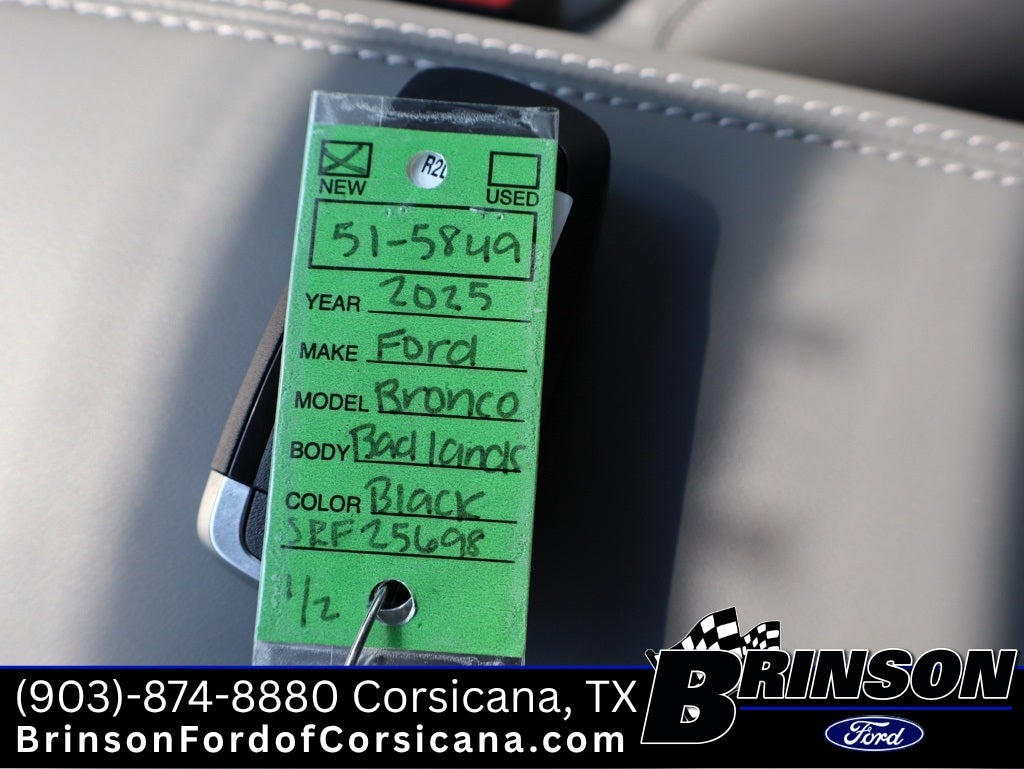 NEW
R2L
USED
51-5849
YEAR 2025
MAKE Ford
MODEL Bronco
BODY Badlands
COLOR Black
SRF25698
1/2
(903)-874-8880 Corsicana, TX
BrinsonFordofCorsicana.com
BRINSON
Ford